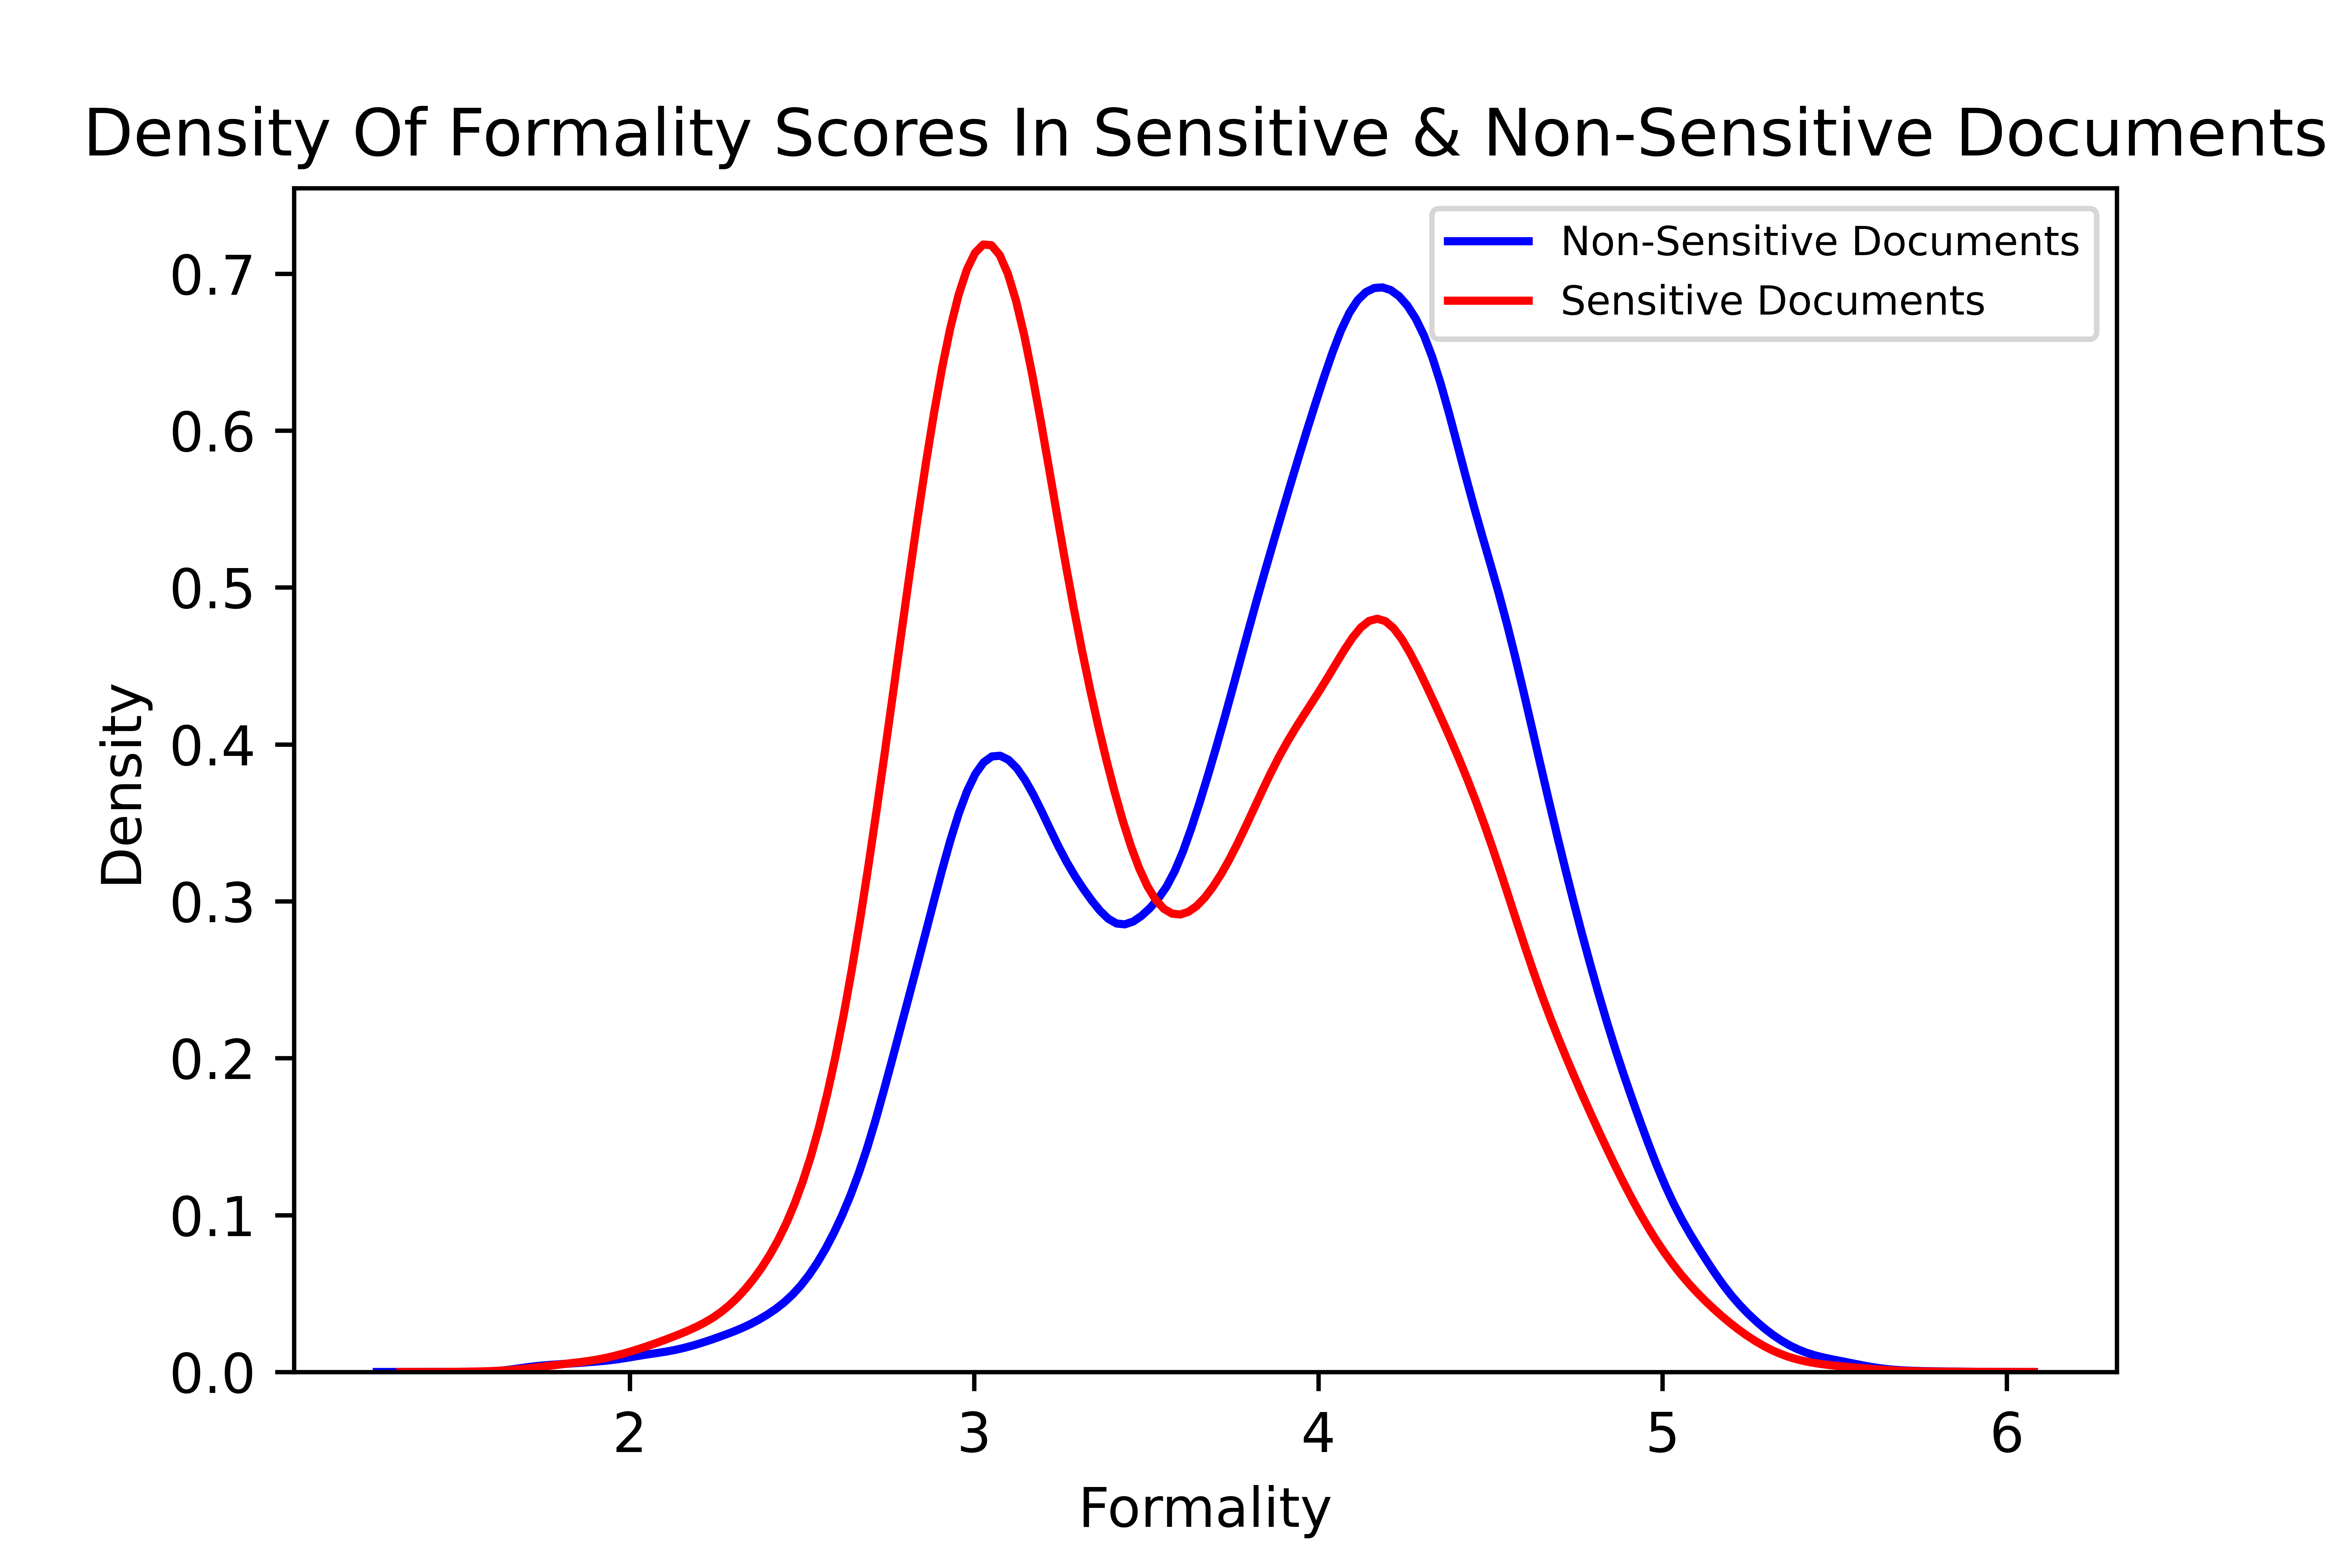 Density Of Formality Scores In Sensitive & Non-Sensitive Documents
Non-Sensitive Documents
Sensitive Documents
0.7
0.6
0.5
0.4
0.3
0.2
0.1
0.0
Density
2 3 4 5 6
Formality